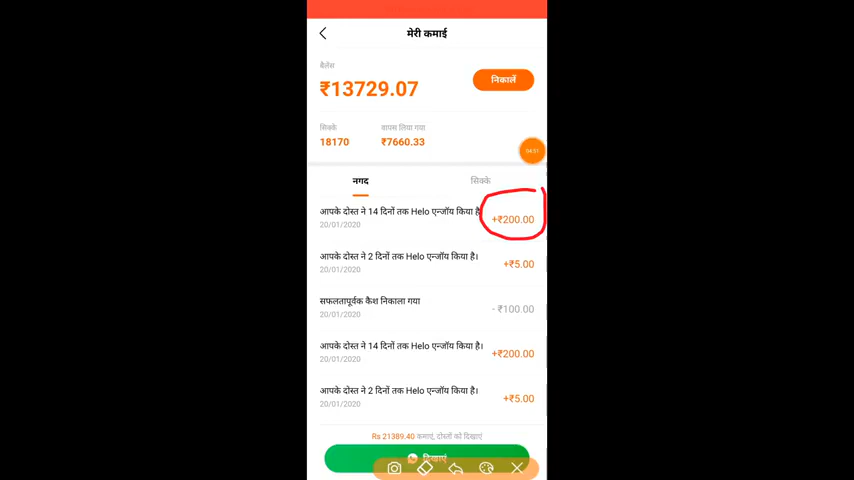 मेरी कमाई
बैलेंस
₹13729.07
निकालें
सिक्के
वापस लिया गया
18170
₹7660.33
नगद
सिक्के
आपके दोस्त ने 14 दिनों तक Helo एन्जॉय किया है
+₹200.00
20/01/2020
आपके दोस्त ने 2 दिनों तक Helo एन्जॉय किया है।
+₹5.00
20/01/2020
सफलतापूर्वक कैश निकाला गया
- ₹100.00
20/01/2020
आपके दोस्त ने 14 दिनों तक Helo एन्जॉय किया है।
+₹200.00
20/01/2020
आपके दोस्त ने 2 दिनों तक Helo एन्जॉय किया है।
+₹5.00
20/01/2020
Rs 21389.40 कमाएं, दोस्तों को दिखाएं
दिखाएं